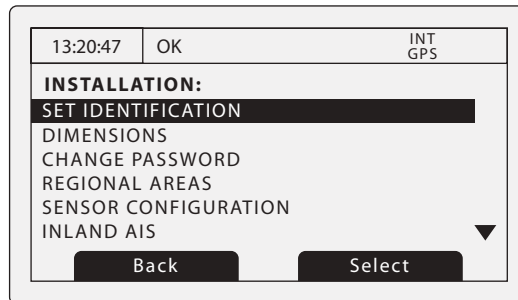 13:20:47 OK INT
GPS
INSTALLATION:
SET IDENTIFICATION
DIMENSIONS
CHANGE PASSWORD
REGIONAL AREAS
SENSOR CONFIGURATION
INLAND AIS
Back Select